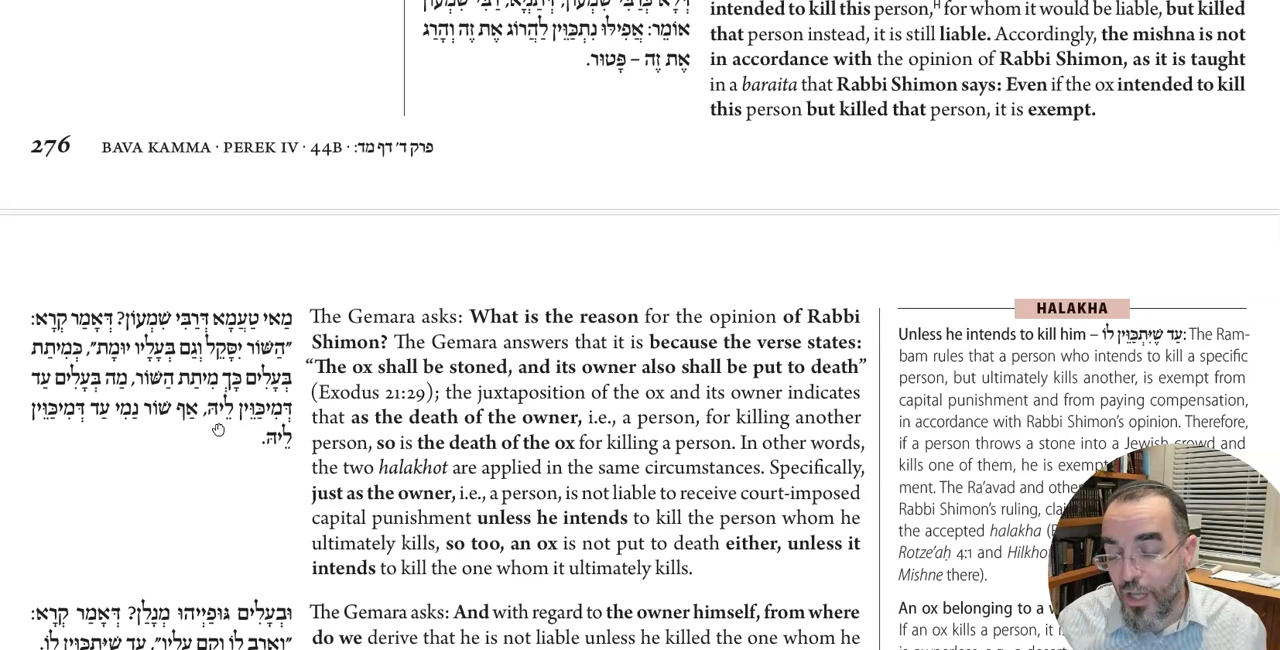 דְּלָא כְּרַבִּי שִׁמְעוֹן, דְּתַנְיָא, רַבִּי שִׁמְעוֹן
אוֹמֵר: אֲפִילּוּ נִתְכַּוֵּין לַהֲרוֹג אֶת זֶה וְהָרַג
אֶת זֶה – פָּטוּר.
intended to kill this person,ᴴ for whom it would be liable, but killed
that person instead, it is still liable. Accordingly, the mishna is not
in accordance with the opinion of Rabbi Shimon, as it is taught
in a baraita that Rabbi Shimon says: Even if the ox intended to kill
this person but killed that person, it is exempt.
276 BAVA KAMMA · PEREK IV · 44B · פרק ד׳ דף מד:
מַאי טַעְמָא דְּרַבִּי שִׁמְעוֹן? דְּאָמַר קְרָא:
״הַשּׁוֹר יִסָּקֵל וְגַם בְּעָלָיו יוּמָת״, כְּמִיתַת
בְּעָלִים כָּךְ מִיתַת הַשּׁוֹר, מָה בְּעָלִים עַד
דְּמִיכַּוֵּין לֵיהּ, אַף שׁוֹר נַמִי עַד דְּמִיכַּוֵּין
לֵיהּ.
The Gemara asks: What is the reason for the opinion of Rabbi
Shimon? The Gemara answers that it is because the verse states:
“The ox shall be stoned, and its owner also shall be put to death”
(Exodus 21:29); the juxtaposition of the ox and its owner indicates
that as the death of the owner, i.e., a person, for killing another
person, so is the death of the ox for killing a person. In other words,
the two halakhot are applied in the same circumstances. Specifically,
just as the owner, i.e., a person, is not liable to receive court-imposed
capital punishment unless he intends to kill the person whom he
ultimately kills, so too, an ox is not put to death either, unless it
intends to kill the one whom it ultimately kills.
וּבְעָלִים גּוּפַיְיהוּ מְנָלַן? דְּאָמַר קְרָא:
״וְאָרַב לוֹ וְקָם עָלָיו״, עַד שֶׁיִּתְכַּוֵּין לוֹ.
The Gemara asks: And with regard to the owner himself, from where
do we derive that he is not liable unless he killed the one whom he
HALAKHA
Unless he intends to kill him – עַד שֶׁיִּתְכַּוֵּין לוֹ: The Ram-
bam rules that a person who intends to kill a specific
person, but ultimately kills another, is exempt from
capital punishment and from paying compensation,
in accordance with Rabbi Shimon’s opinion. Therefore,
if a person throws a stone into a Jewish crowd and
kills one of them, he is exempt
ment. The Ra’avad and othe
Rabbi Shimon’s ruling, cla
the accepted halakha
Rotze’aḥ 4:1 and Hilkho
Mishne there).
An ox belonging to a
If an ox kills a person, it